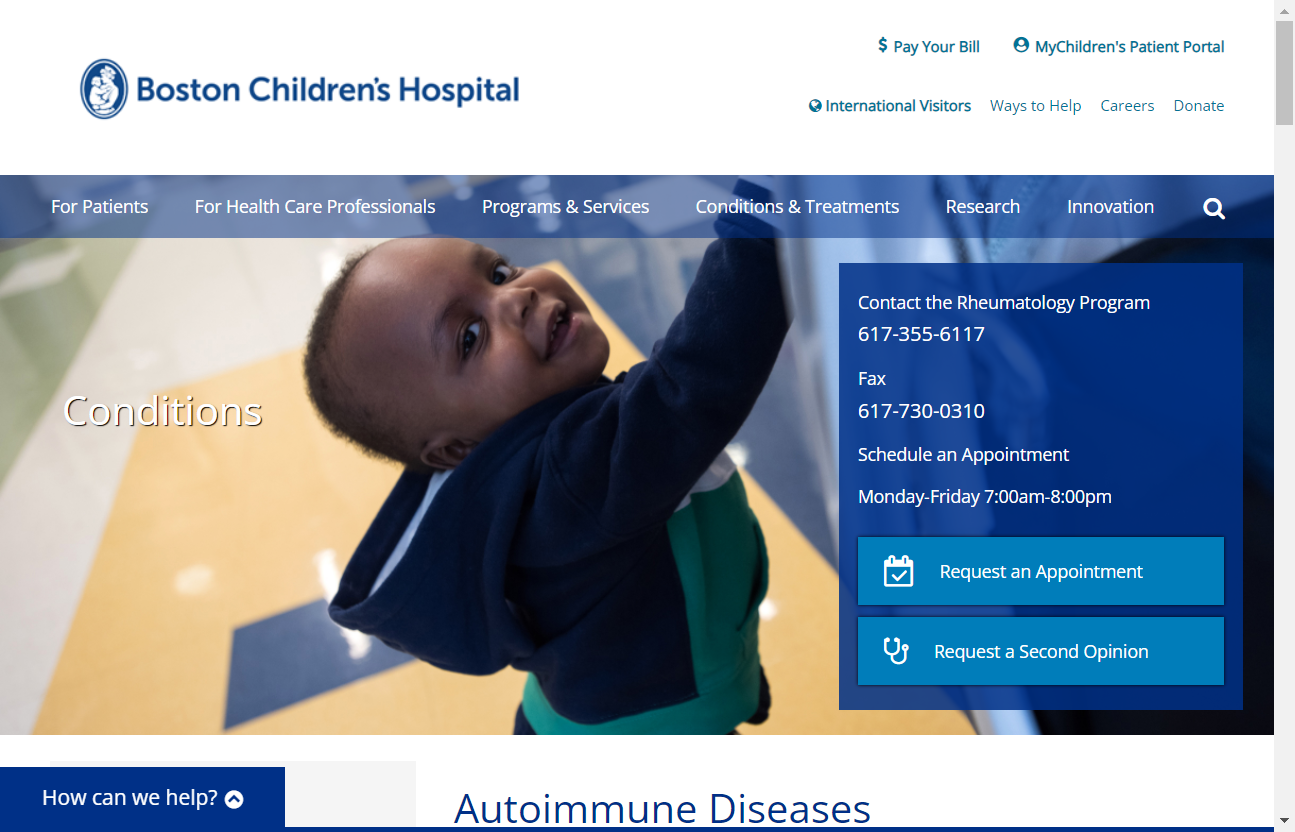 $ Pay Your Bill
MyChildren's Patient Portal
Boston Children's Hospital
International Visitors
Ways to Help
Careers
Donate
For Patients
For Health Care Professionals
Programs & Services
Conditions & Treatments
Research
Innovation
Conditions
Contact the Rheumatology Program
617-355-6117
Fax
617-730-0310
Schedule an Appointment
Monday-Friday 7:00am-8:00pm
Request an Appointment
Request a Second Opinion
How can we help?
Autoimmune Diseases